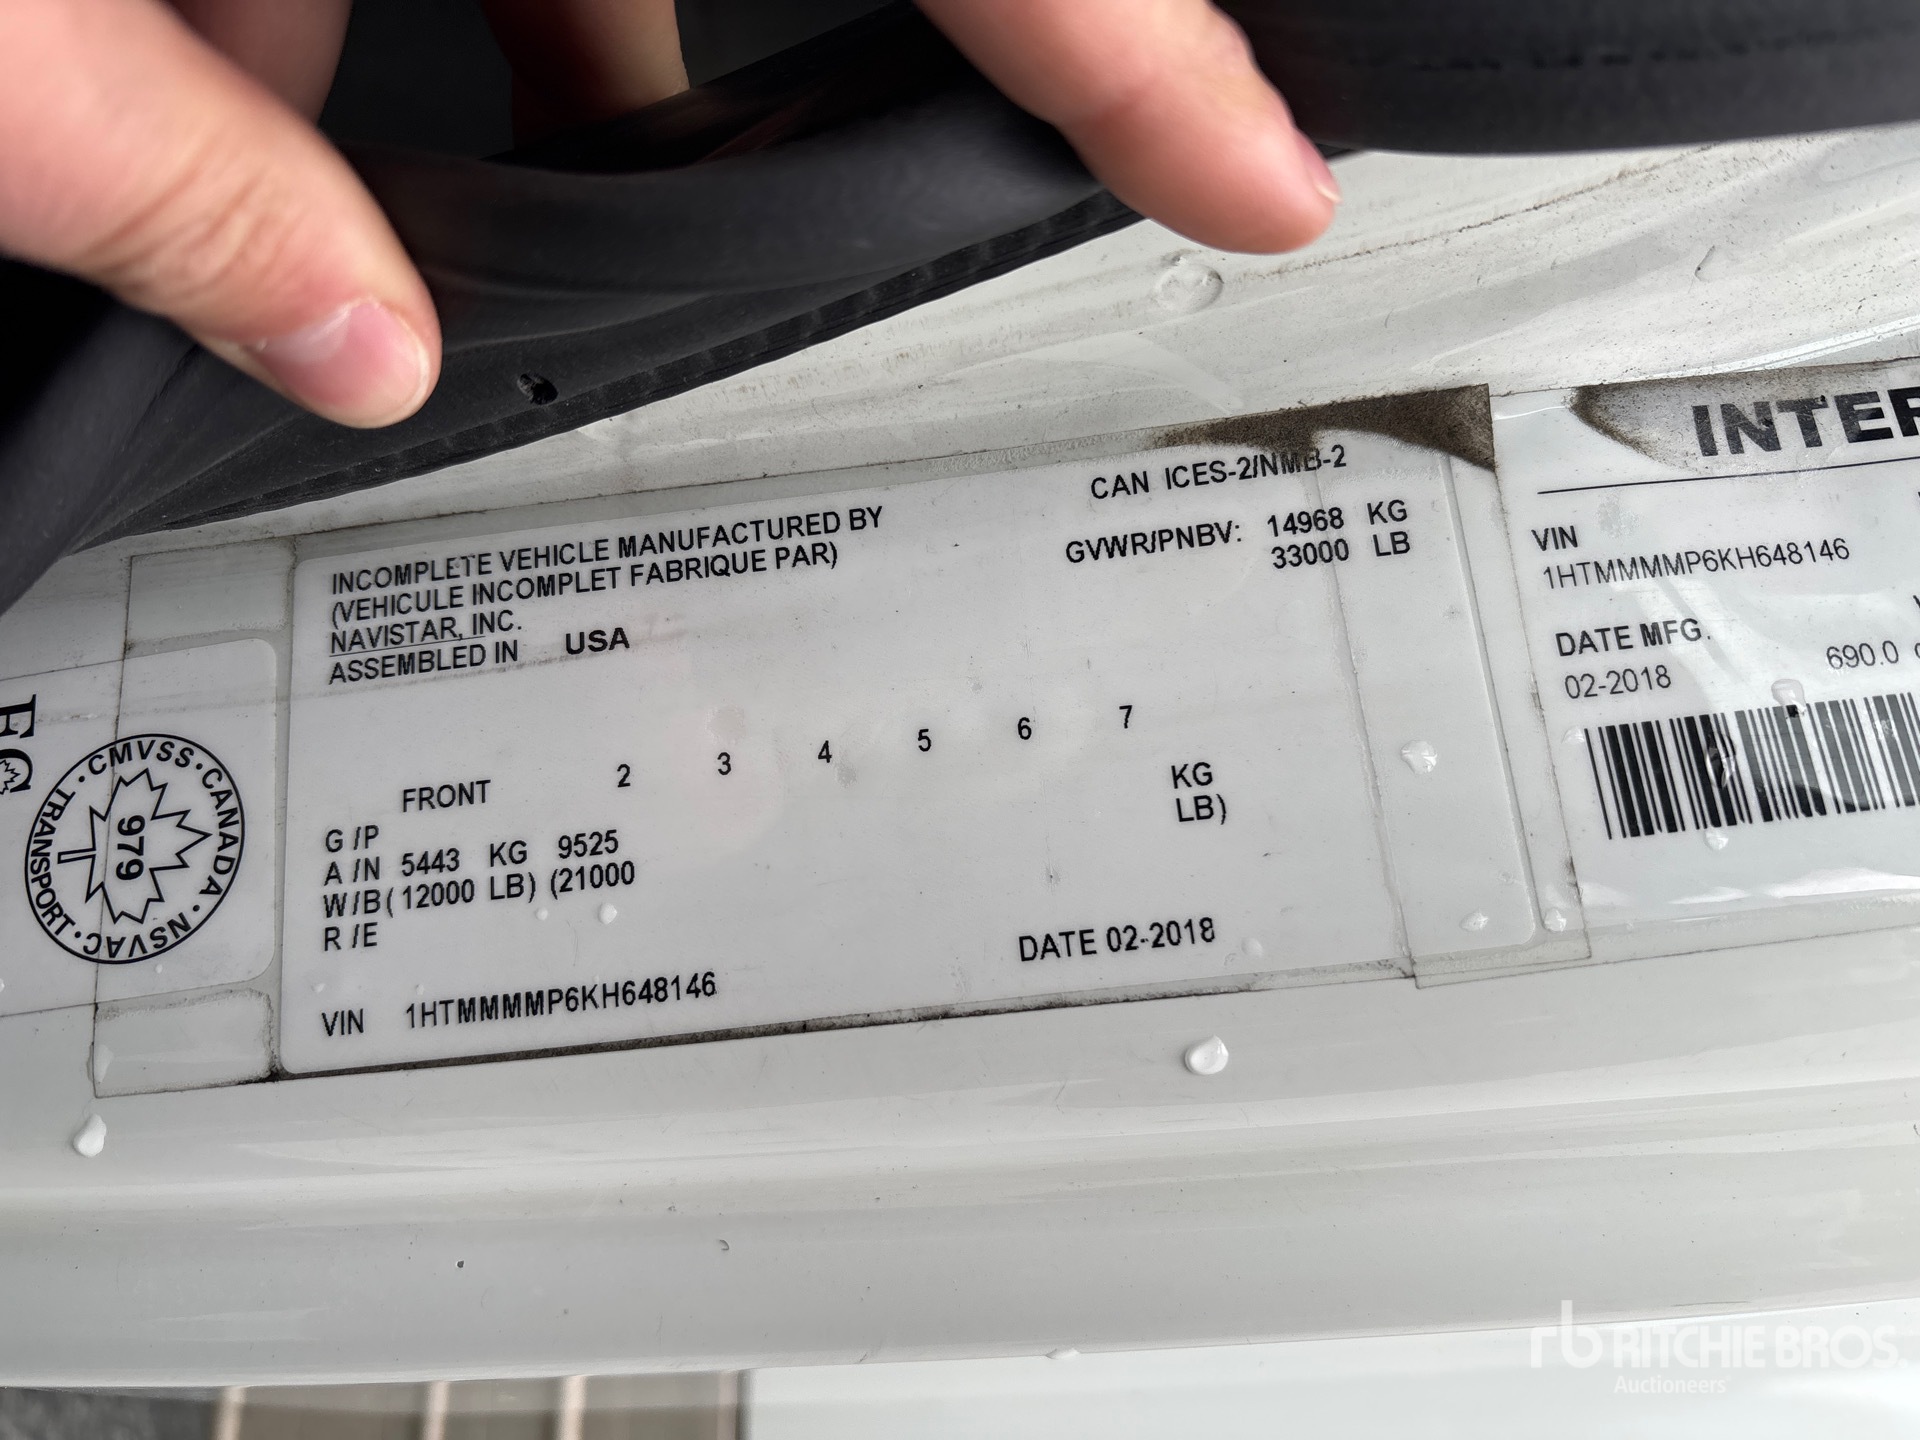 INCOMPLETE VEHICLE MANUFACTURED BY
(VEHICULE INCOMPLET FABRIQUE PAR)
NAVISTAR, INC.
ASSEMBLED IN USA
CAN ICES-2/NMB-2
GVWR/PNBV: 14968 KG
33000 LB
FRONT 2 3 4 5 6 7
G /P
A /N 5443 KG 9525 KG
W/B (12000 LB) (21000 LB)
R /E
VIN 1HTMMMMP6KH648146
DATE 02-2018
CMVSS · CANADA · NSVAC · TRANSPORT ·
979
INTER
VIN
1HTMMMMP6KH648146
DATE MFG.
02-2018
690.0
rb RITCHIE BROS.
Auctioneers